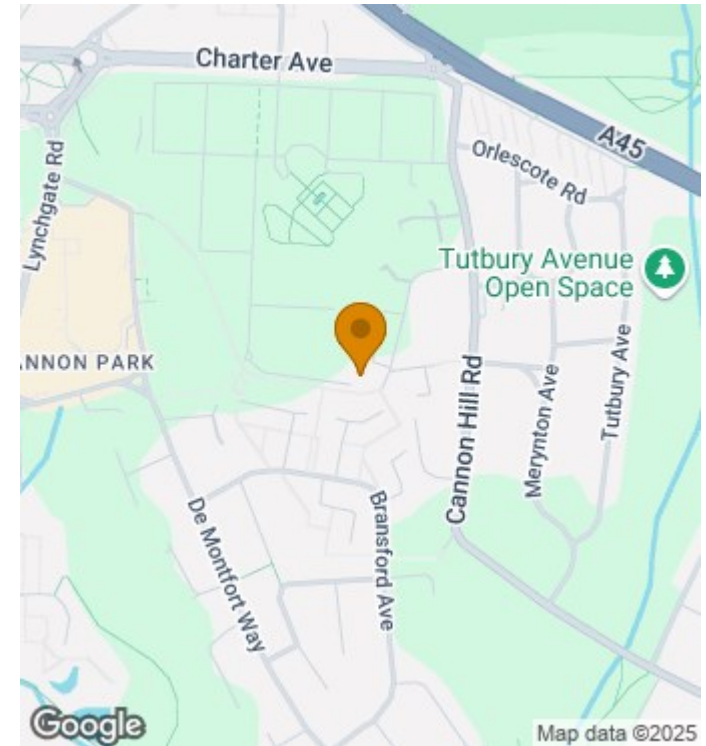 Charter Ave
A45
Orlescote Rd
Lynchgate Rd
Tutbury Avenue
Open Space
ANNON PARK
Cannon Hill Rd
Merynton Ave
Tutbury Ave
De Montfort Way
Bransford Ave
Google
Map data ©2025